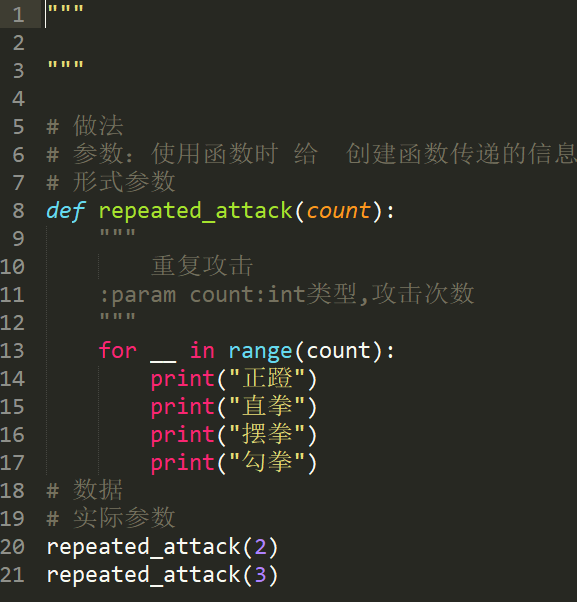 1 """
2
3 """
4
5 # 做法
6 # 参数：使用函数时 给　创建函数传递的信息
7 # 形式参数
8 def repeated_attack(count):
9     """
10         重复攻击
11     :param count:int类型,攻击次数
12     """
13     for __ in range(count):
14         print("正蹬")
15         print("直拳")
16         print("摆拳")
17         print("勾拳")
18 # 数据
19 # 实际参数
20 repeated_attack(2)
21 repeated_attack(3)